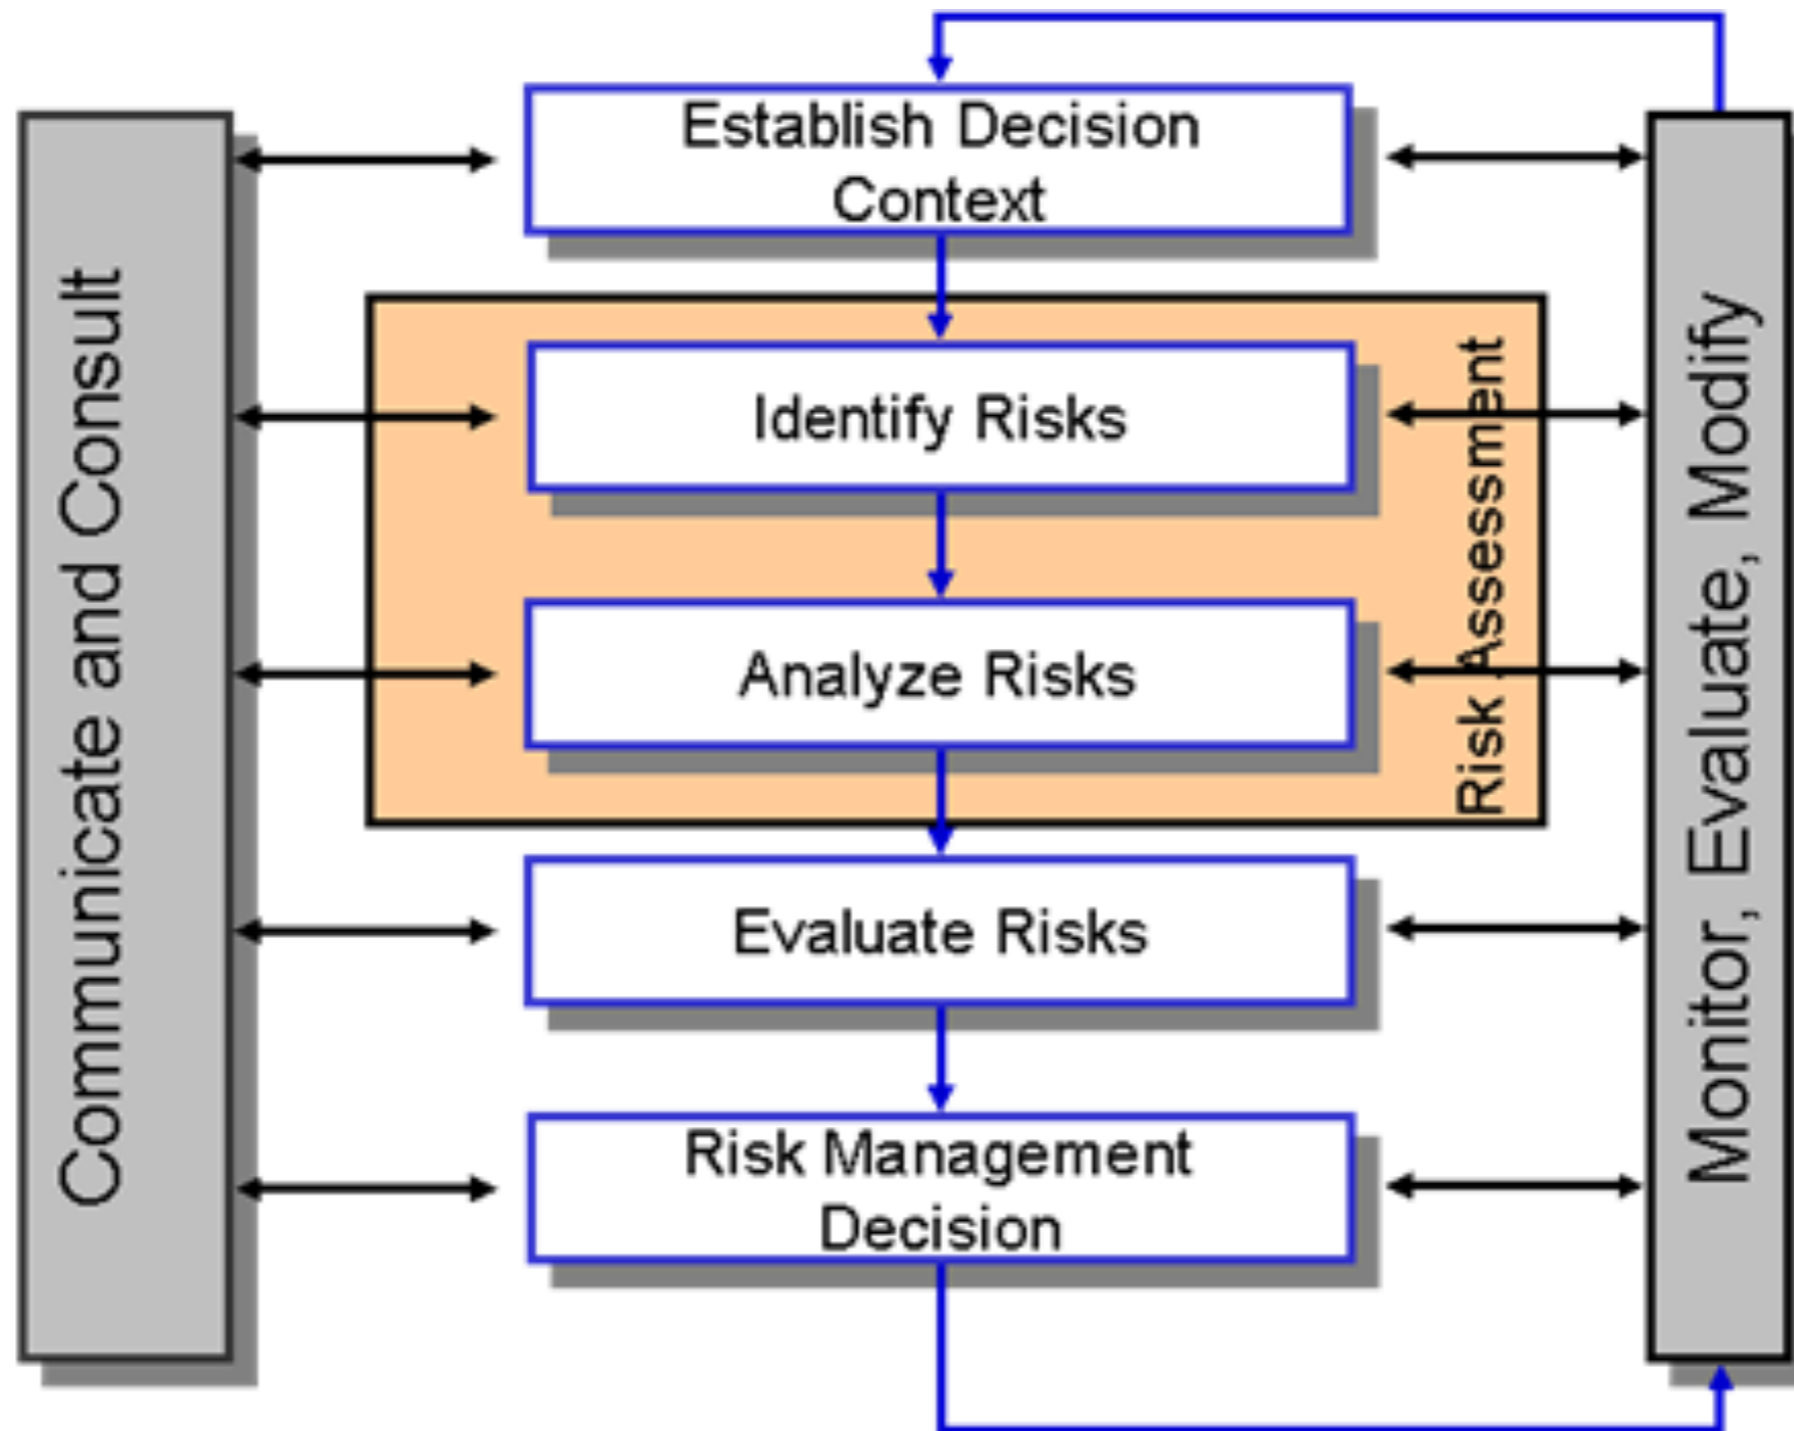 Communicate and Consult
Establish Decision
Context
Identify Risks
Analyze Risks
Risk Assessment
Evaluate Risks
Risk Management
Decision
Monitor, Evaluate, Modify